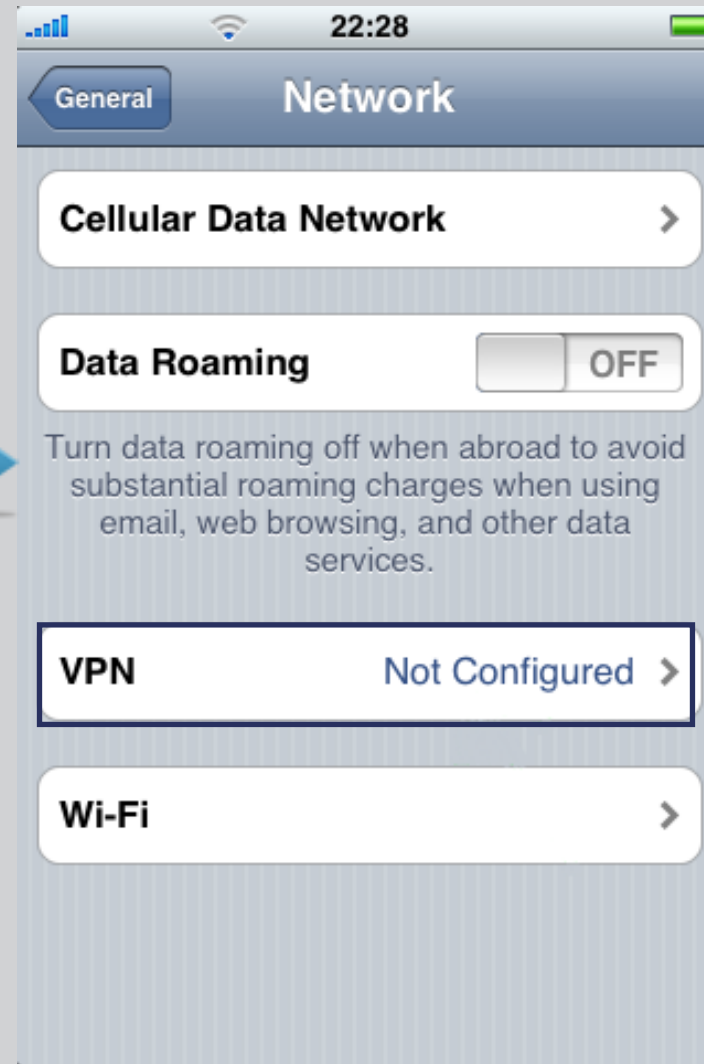 22:28
General
Network
Cellular Data Network
Data Roaming OFF
Turn data roaming off when abroad to avoid
substantial roaming charges when using
email, web browsing, and other data
services.
VPN Not Configured
Wi-Fi